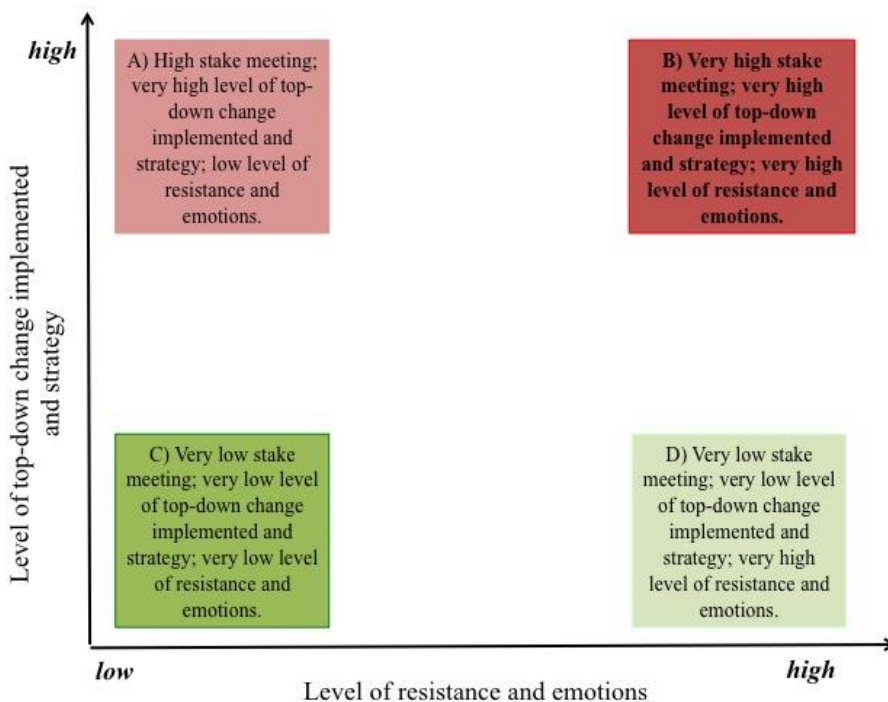 high
A) High stake meeting;
very high level of top-
down change
implemented and
strategy; low level of
resistance and
emotions.
B) Very high stake
meeting; very high
level of top-down
change implemented
and strategy; very high
level of resistance and
emotions.
Level of top-down change implemented
and strategy
C) Very low stake
meeting; very low level
of top-down change
implemented and
strategy; very low level
of resistance and
emotions.
D) Very low stake
meeting; very low level
of top-down change
implemented and
strategy; very high
level of resistance and
emotions.
low
high
Level of resistance and emotions